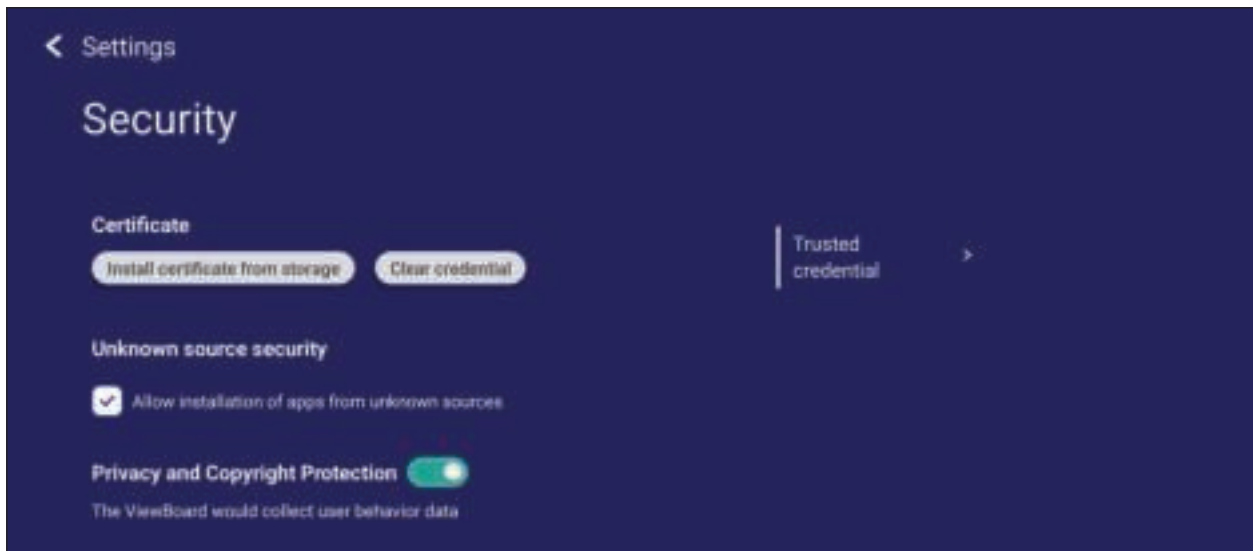 Settings
Security
Certificate
Install certificate from storage
Clear credential
Trusted
credential
Unknown source security
Allow installation of apps from unknown sources
Privacy and Copyright Protection
The ViewBoard would collect user behavior data